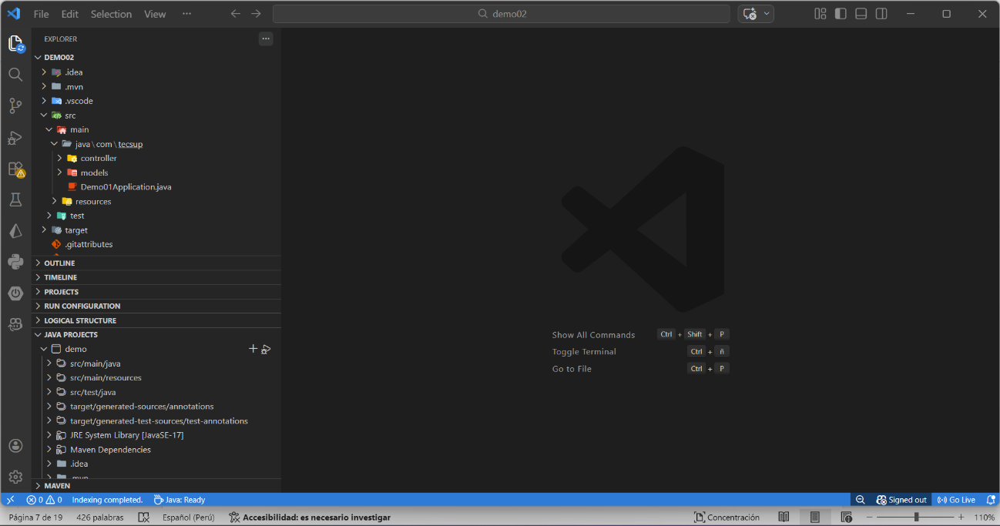 File Edit Selection View ··· demo02
EXPLORER
DEMO02
.idea
.mvn
.vscode
src
main
java\com\tecsup
controller
models
Demo01Application.java
resources
test
target
.gitattributes
OUTLINE
TIMELINE
PROJECTS
RUN CONFIGURATION
LOGICAL STRUCTURE
JAVA PROJECTS
demo
src/main/java
src/main/resources
src/test/java
target/generated-sources/annotations
target/generated-test-sources/test-annotations
JRE System Library [JavaSE-17]
Maven Dependencies
.idea
.mvn
MAVEN
Show All Commands Ctrl + Shift + P
Toggle Terminal Ctrl + ñ
Go to File Ctrl + P
0 0 Indexing completed. Java: Ready Signed out Go Live
Página 7 de 19 426 palabras Español (Perú) Accesibilidad: es necesario investigar Concentración 110%